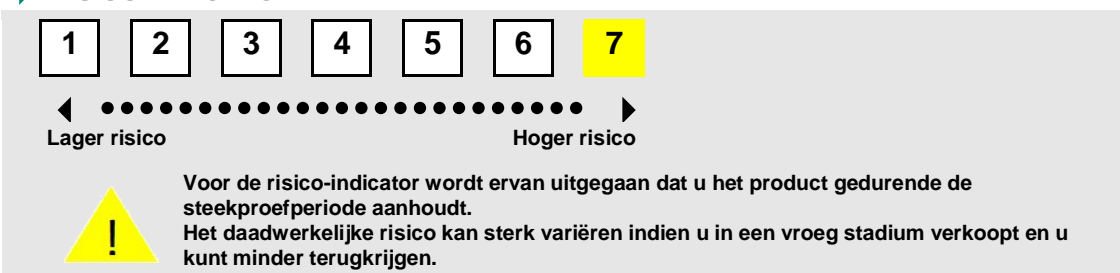 1 2 3 4 5 6 7
Lager risico Hoger risico
Voor de risico-indicator wordt ervan uitgegaan dat u het product gedurende de
steekproefperiode aanhoudt.
!
Het daadwerkelijke risico kan sterk variëren indien u in een vroeg stadium verkoopt en u
kunt minder terugkrijgen.